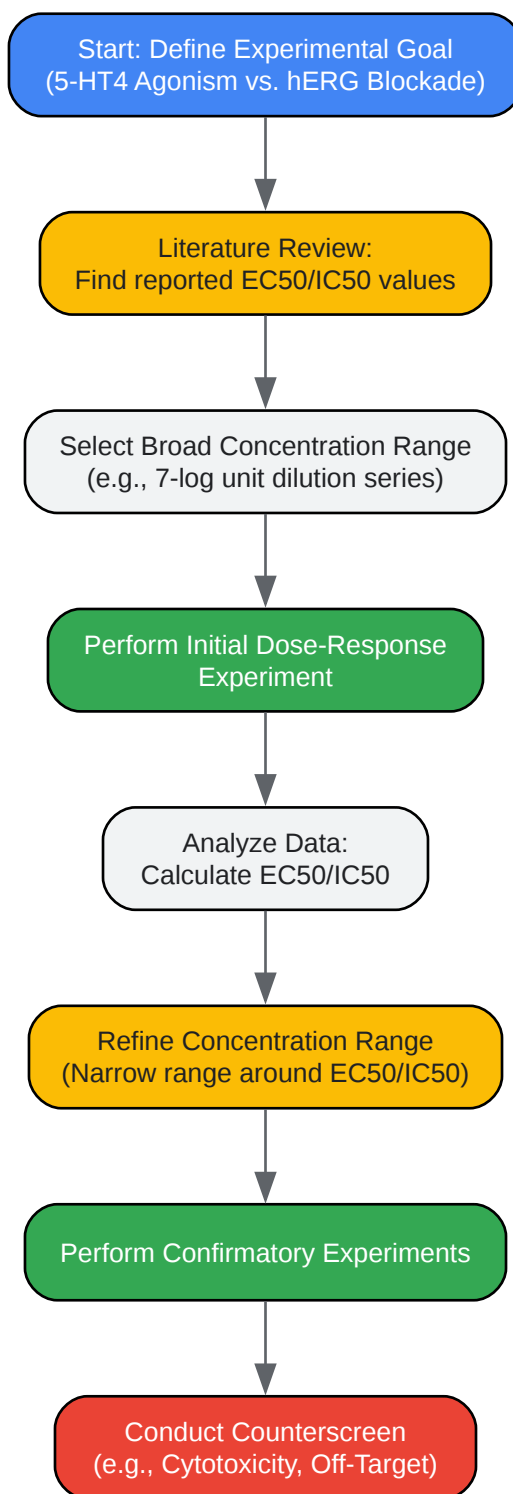 Start: Define Experimental Goal
(5-HT4 Agonism vs. hERG Blockade)
Literature Review:
Find reported EC50/IC50 values
Select Broad Concentration Range
(e.g., 7-log unit dilution series)
Perform Initial Dose-Response
Experiment
Analyze Data:
Calculate EC50/IC50
Refine Concentration Range
(Narrow range around EC50/IC50)
Perform Confirmatory Experiments
Conduct Counterscreen
(e.g., Cytotoxicity, Off-Target)